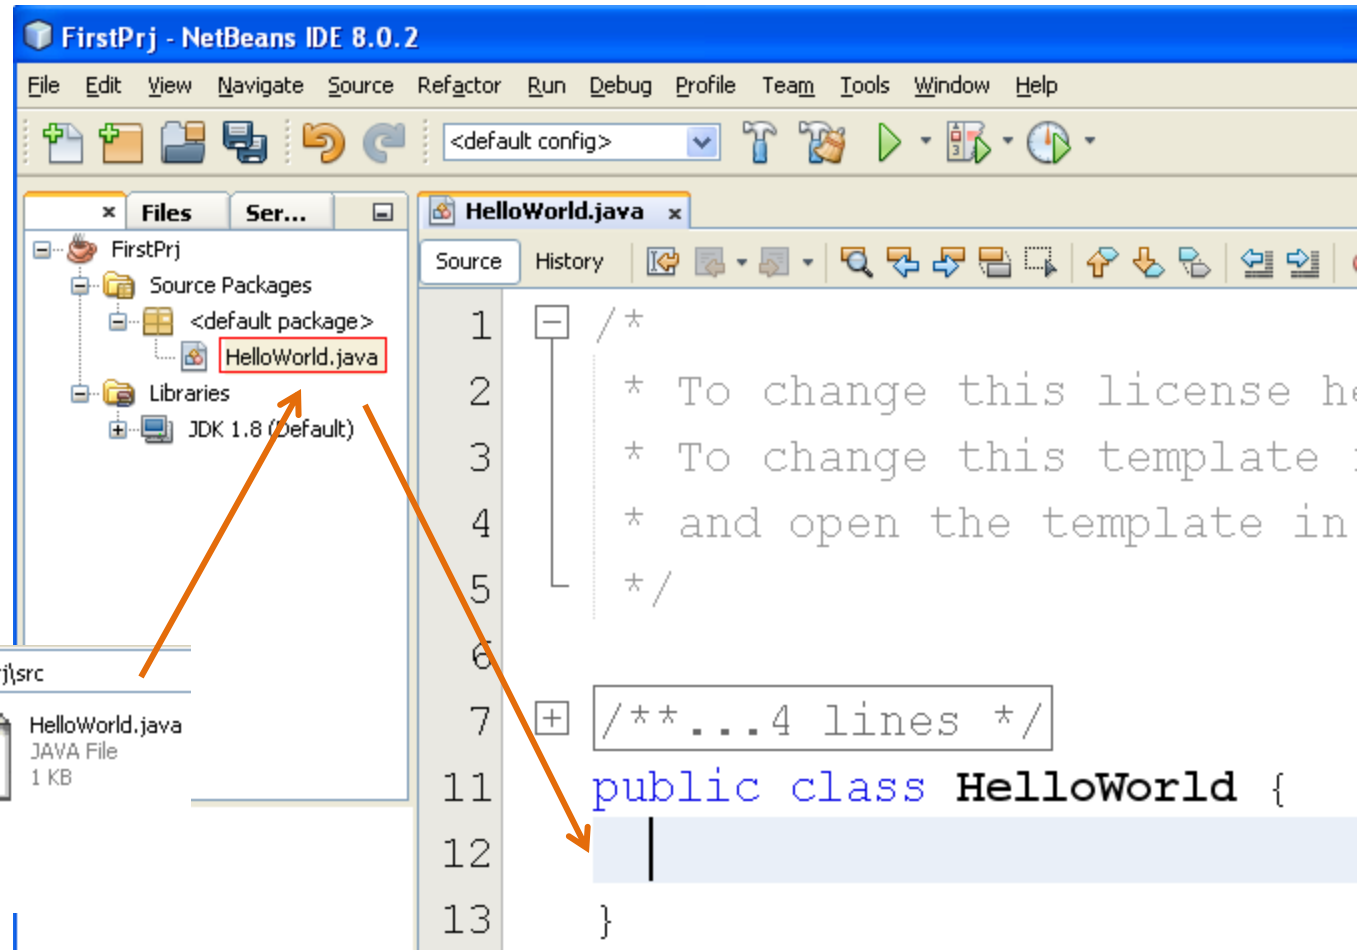 FirstPrj - NetBeans IDE 8.0.2
File Edit View Navigate Source Refactor Run Debug Profile Team Tools Window Help
<default config>
Files Ser...
FirstPrj
Source Packages
<default package>
HelloWorld.java
Libraries
JDK 1.8 (Default)
j\src
HelloWorld.java
JAVA File
1 KB
HelloWorld.java
Source History
1 /*
2 * To change this license he
3 * To change this template
4 * and open the template in
5 */
6
7 /**...4 lines */
11 public class HelloWorld {
12
13 }